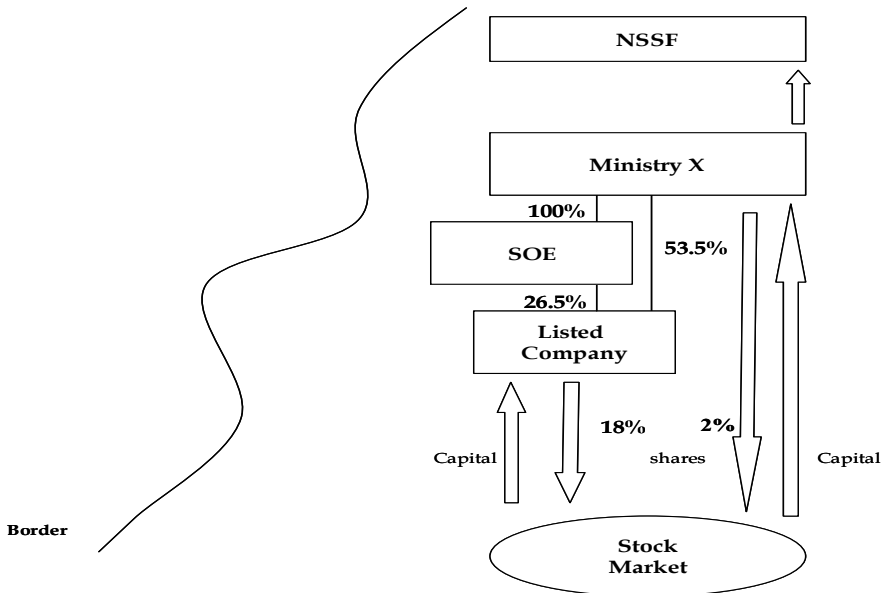 NSSF
Ministry X
100%
53.5%
SOE
26.5%
Listed
Company
18%
2%
Capital
shares
Capital
Border
Stock
Market